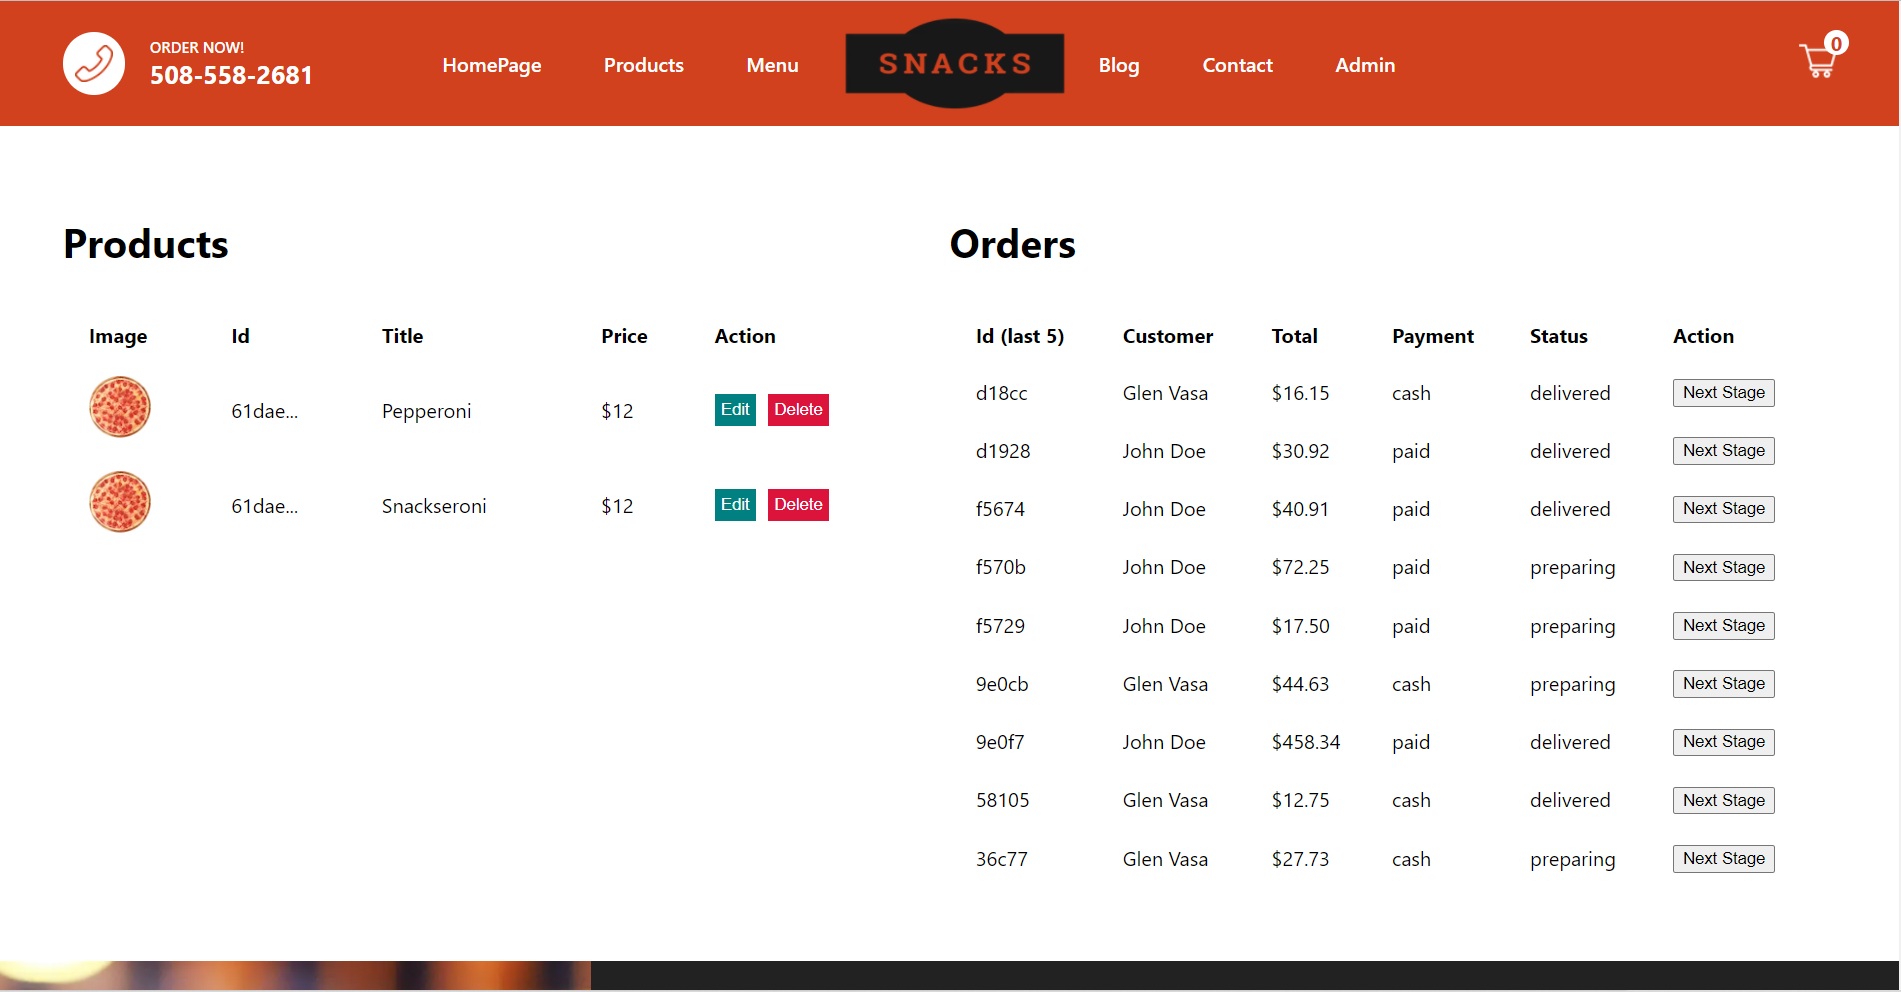 ORDER NOW!
508-558-2681
HomePage Products Menu SNACKS Blog Contact Admin 0
Products
Image Id Title Price Action
61dae... Pepperoni $12 Edit Delete
61dae... Snackseroni $12 Edit Delete
Orders
Id (last 5) Customer Total Payment Status Action
d18cc Glen Vasa $16.15 cash delivered Next Stage
d1928 John Doe $30.92 paid delivered Next Stage
f5674 John Doe $40.91 paid delivered Next Stage
f570b John Doe $72.25 paid preparing Next Stage
f5729 John Doe $17.50 paid preparing Next Stage
9e0cb Glen Vasa $44.63 cash preparing Next Stage
9e0f7 John Doe $458.34 paid delivered Next Stage
58105 Glen Vasa $12.75 cash delivered Next Stage
36c77 Glen Vasa $27.73 cash preparing Next Stage